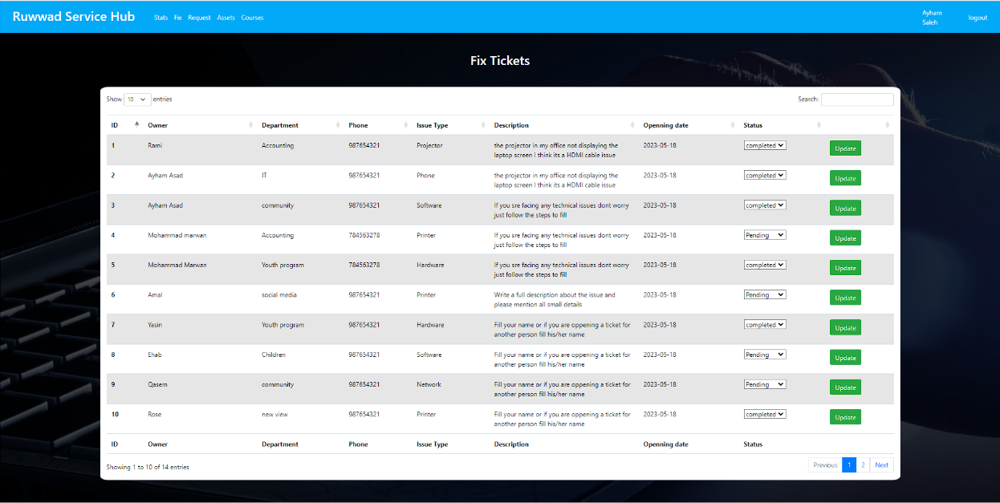 Ruwwad Service Hub Stats Fix Request Assets Courses Ayham Saleh logout
Fix Tickets
Show 10 entries Search:
ID Owner Department Phone Issue Type Description Openning date Status
1 Rami Accounting 987654321 Projector the projector in my office not displaying the 2023-05-18 completed Update
laptop screen I think its a HDMI cable issue
2 Ayham Asad IT 987654321 Phone the projector in my office not displaying the 2023-05-18 completed Update
laptop screen I think its a HDMI cable issue
3 Ayham Asad community 987654321 Software If you sre facing any technical issues dont worry 2023-05-18 completed Update
just follow the steps to fill
4 Mohammad marwan Accounting 784563278 Printer If you sre facing any technical issues dont worry 2023-05-18 Pending Update
just follow the steps to fill
5 Mohammad Marwan Youth program 784563278 Hardware If you sre facing any technical issues dont worry 2023-05-18 completed Update
just follow the steps to fill
6 Amal social media 987654321 Printer Write a full description about the issue and 2023-05-18 Pending Update
please mention all small details
7 Yasin Youth program 987654321 Hardware Fill your name or if you are oppening a ticket for 2023-05-18 completed Update
another person fill his/her name
8 Ehab Children 987654321 Software Fill your name or if you are oppening a ticket for 2023-05-18 Pending Update
another person fill his/her name
9 Qasem community 987654321 Network Fill your name or if you are oppening a ticket for 2023-05-18 Pending Update
another person fill his/her name
10 Rose new view 987654321 Printer Fill your name or if you are oppening a ticket for 2023-05-18 completed Update
another person fill his/her name
ID Owner Department Phone Issue Type Description Openning date Status
Showing 1 to 10 of 14 entries Previous 1 2 Next